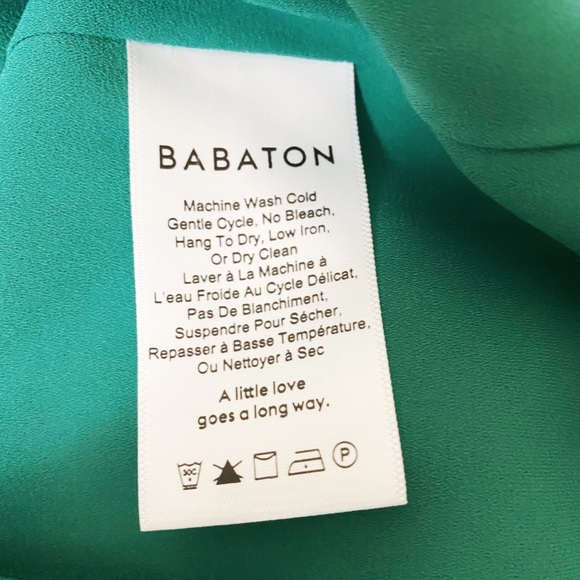 BABATON
Machine Wash Cold
Gentle Cycle, No Bleach,
Hang To Dry, Low Iron,
Or Dry Clean
Laver à La Machine à
L'eau Froide Au Cycle Délicat,
Pas De Blanchiment,
Suspendre Pour Sécher,
Repasser à Basse Température,
Ou Nettoyer à Sec
A little love
goes a long way.
30C P